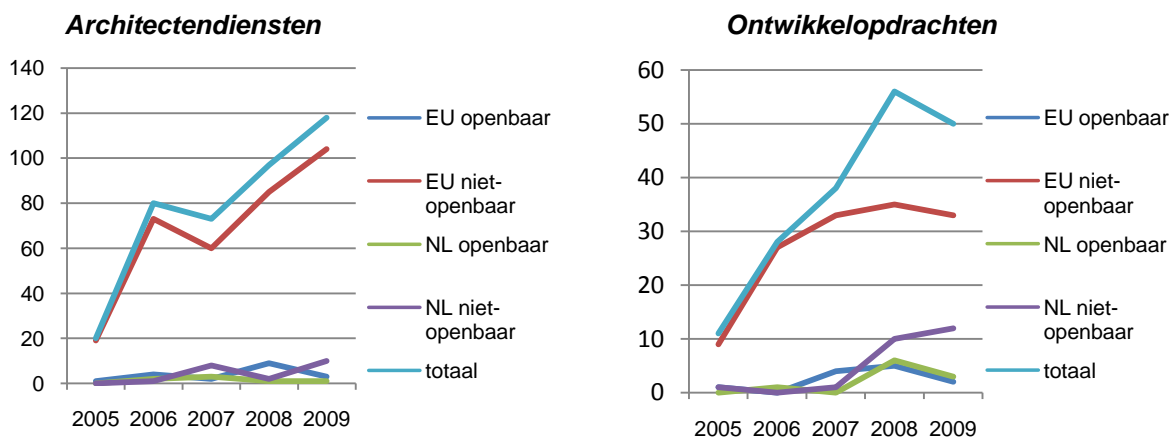 Architectendiensten
140
120
100
80
60
40
20
0
2005 2006 2007 2008 2009
EU openbaar
EU niet-
openbaar
NL openbaar
NL niet-
openbaar
totaal
Ontwikkelopdrachten
60
50
40
30
20
10
0
2005 2006 2007 2008 2009
EU openbaar
EU niet-
openbaar
NL openbaar
NL niet-
openbaar
totaal